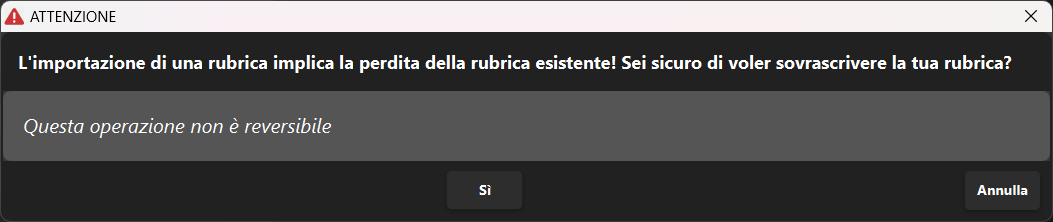 ATTENZIONE
L'importazione di una rubrica implica la perdita della rubrica esistente! Sei sicuro di voler sovrascrivere la tua rubrica?
Questa operazione non è reversibile
Sì
Annulla